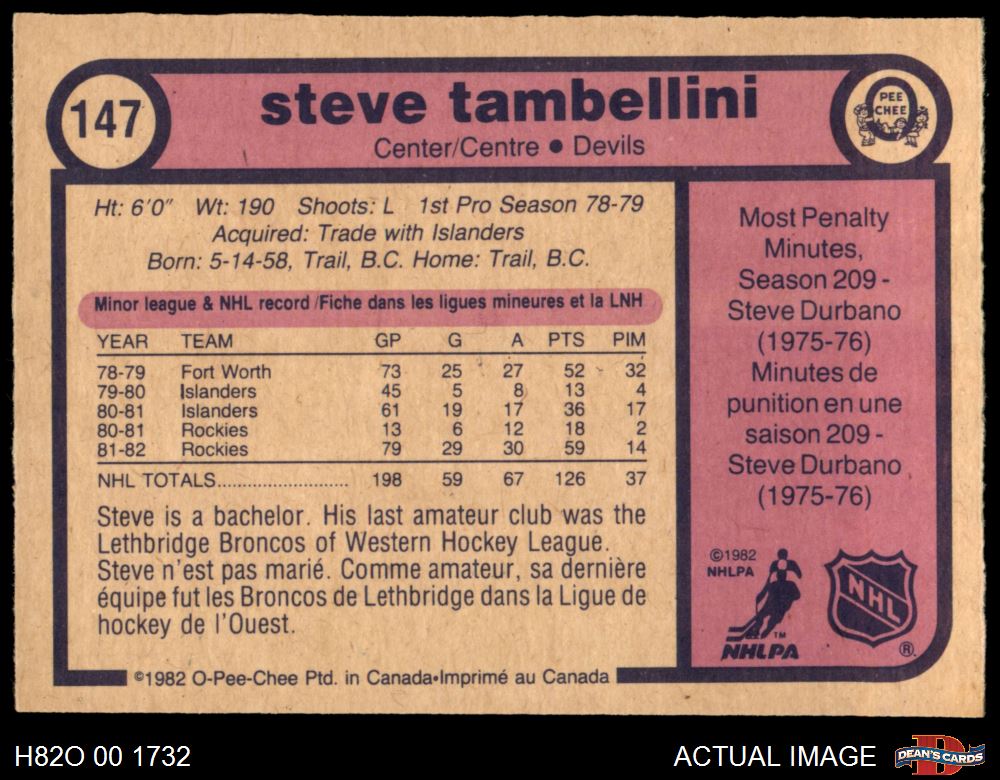 147
steve tambellini
Center/Centre • Devils
PEE
CHEE
Ht: 6'0" Wt: 190 Shoots: L 1st Pro Season 78-79
Acquired: Trade with Islanders
Born: 5-14-58, Trail, B.C. Home: Trail, B.C.
Minor league & NHL record /Fiche dans les ligues mineures et la LNH
YEAR TEAM GP G A PTS PIM
78-79 Fort Worth 73 25 27 52 32
79-80 Islanders 45 5 8 13 4
80-81 Islanders 61 19 17 36 17
80-81 Rockies 13 6 12 18 2
81-82 Rockies 79 29 30 59 14
NHL TOTALS.................... 198 59 67 126 37
Steve is a bachelor. His last amateur club was the
Lethbridge Broncos of Western Hockey League.
Steve n'est pas marié. Comme amateur, sa dernière
équipe fut les Broncos de Lethbridge dans la Ligue de
hockey de l'Ouest.
©1982 O-Pee-Chee Ptd. in Canada•Imprimé au Canada
Most Penalty
Minutes,
Season 209 -
Steve Durbano
(1975-76)
Minutes de
punition en une
saison 209 -
Steve Durbano
(1975-76)
©1982
NHLPA
TM
NHLPA
NHL
®
H82O 00 1732
ACTUAL IMAGE
D
DEAN'S CARDS